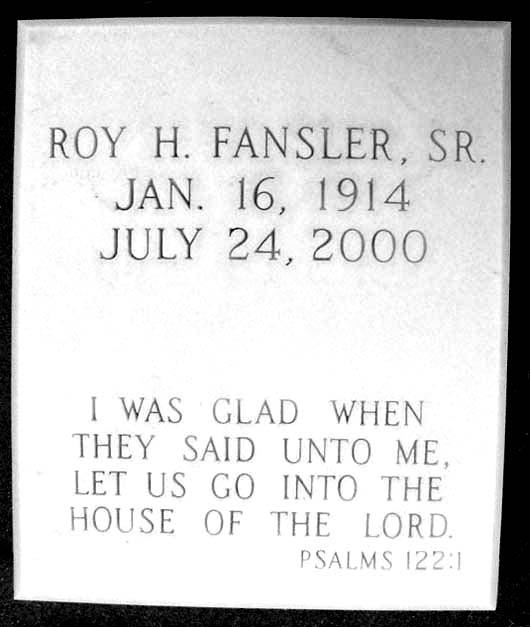 ROY H. FANSLER, SR.
JAN. 16, 1914
JULY 24, 2000
I WAS GLAD WHEN
THEY SAID UNTO ME,
LET US GO INTO THE
HOUSE OF THE LORD.
PSALMS 122:1